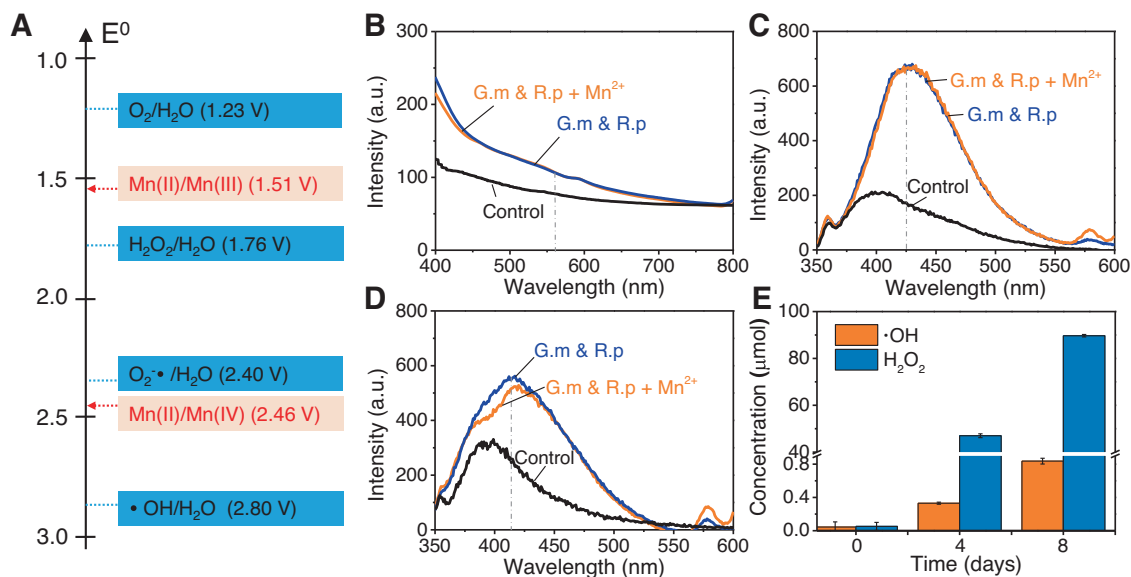 A
E⁰
1.0
O₂/H₂O (1.23 V)
Mn(II)/Mn(III) (1.51 V)
1.5
H₂O₂/H₂O (1.76 V)
2.0
O₂⁻• /H₂O (2.40 V)
Mn(II)/Mn(IV) (2.46 V)
2.5
• OH/H₂O (2.80 V)
3.0
B
Intensity (a.u.)
300
200
100
0
G.m & R.p + Mn²⁺
G.m & R.p
Control
400 500 600 700 800
Wavelength (nm)
C
Intensity (a.u.)
800
600
400
200
0
G.m & R.p + Mn²⁺
G.m & R.p
Control
350 400 450 500 550 600
Wavelength (nm)
D
Intensity (a.u.)
800
600
400
200
0
G.m & R.p
G.m & R.p + Mn²⁺
Control
350 400 450 500 550 600
Wavelength (nm)
E
Concentration (μmol)
100
80
60
40
0.8
0.4
0.0
•OH
H₂O₂
0 4 8
Time (days)